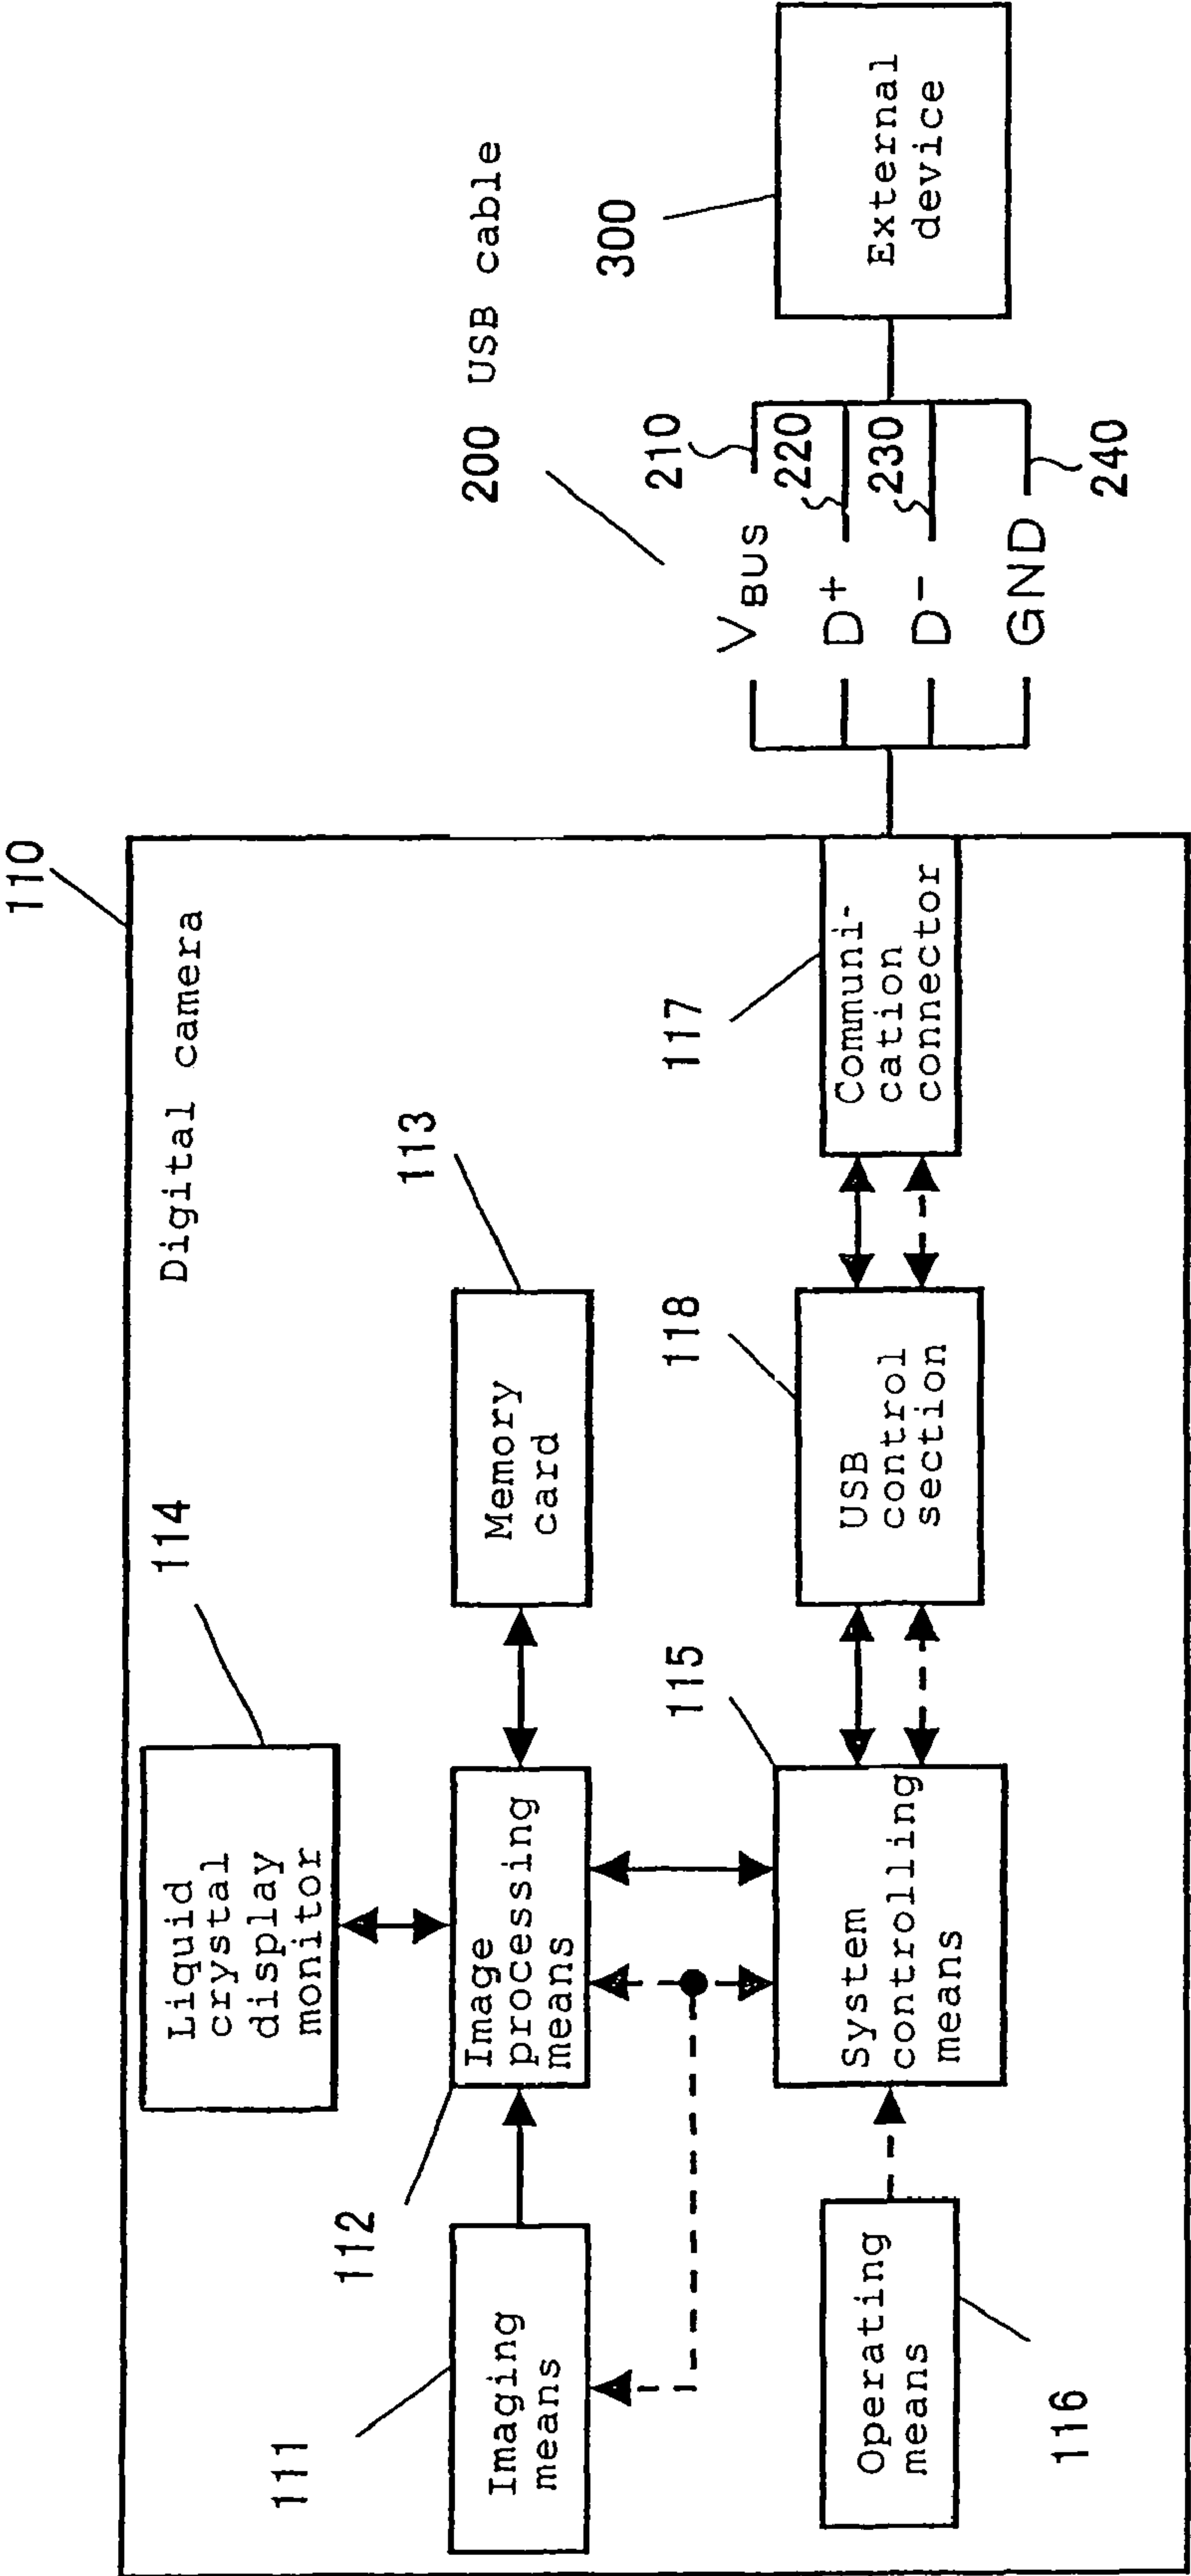 110
Digital camera
114
Liquid
crystal
display
monitor
113
112
111
Imaging
means
Image
processing
means
Memory
card
200 USB cable
300
115
118
117
210
Operating
means
System
controlling
means
USB
control
section
Communi-
cation
connector
VBUS
D+
220
D-
230
GND
240
External
device
116